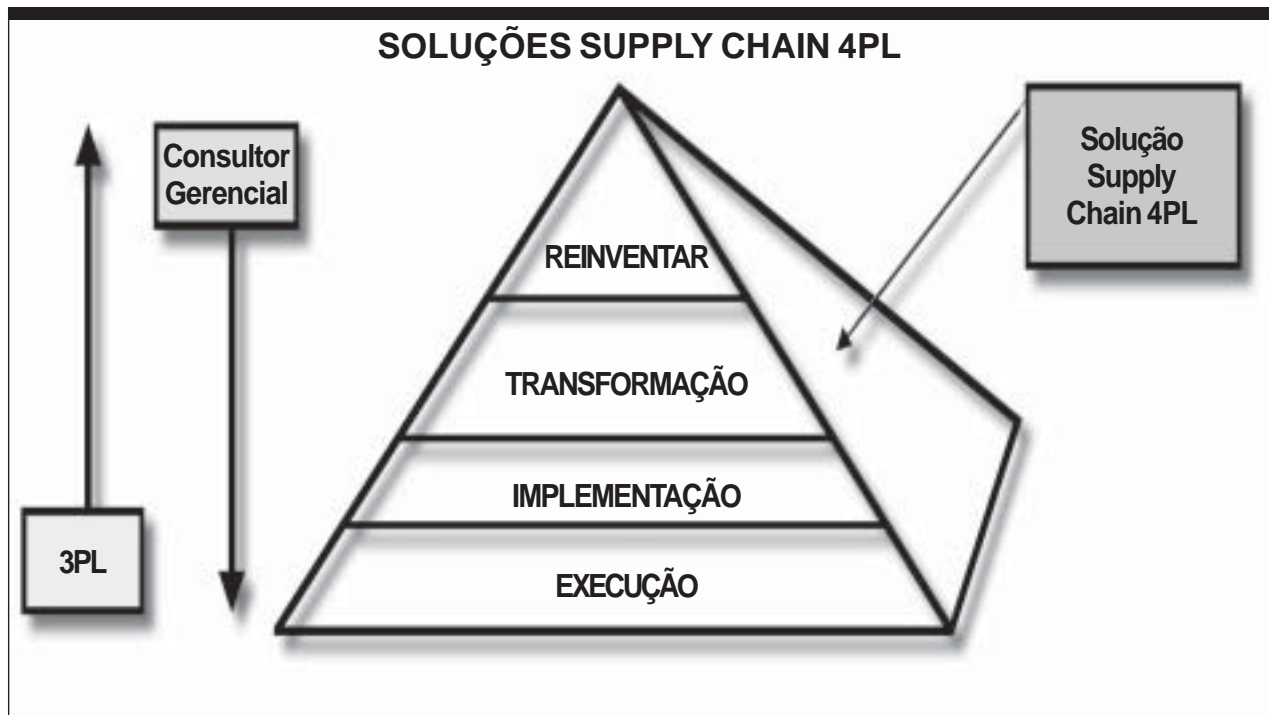 SOLUÇÕES SUPPLY CHAIN 4PL
Consultor
Gerencial
Solução
Supply
Chain 4PL
REINVENTAR
TRANSFORMAÇÃO
IMPLEMENTAÇÃO
3PL
EXECUÇÃO